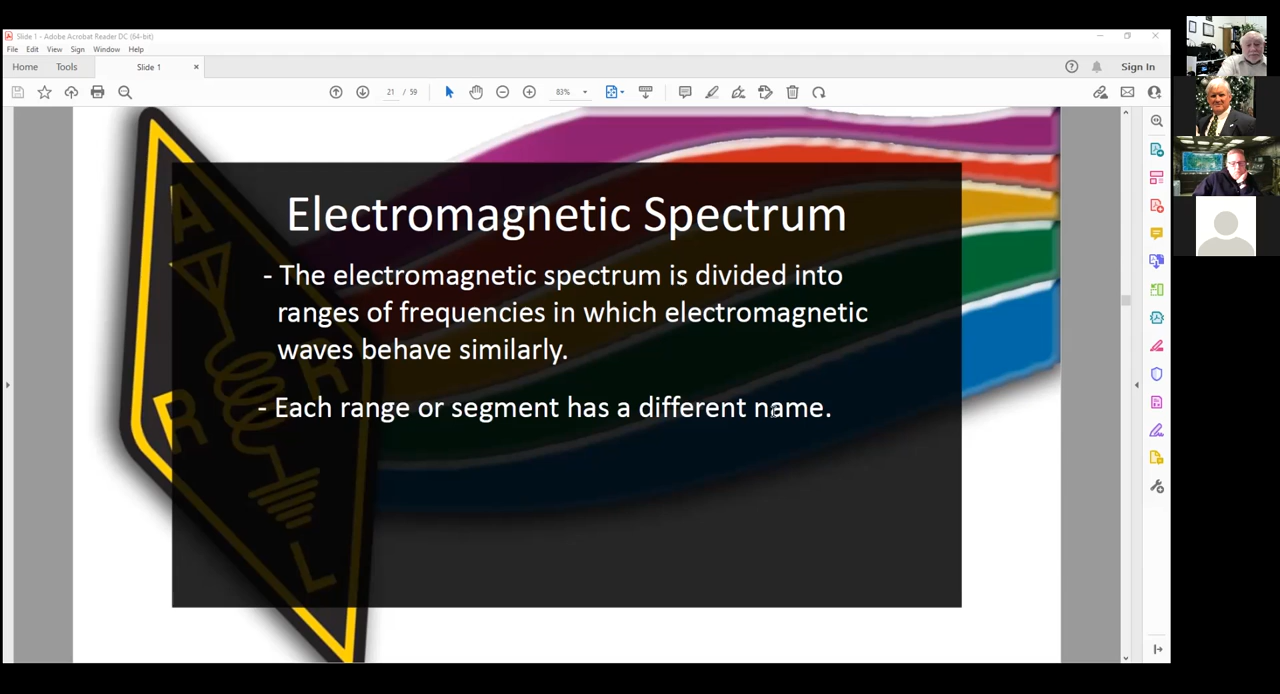 Slide 1 - Adobe Acrobat Reader DC (64-bit)
File Edit View Sign Window Help
Home Tools Slide 1 Sign In
21 / 59 83%
Electromagnetic Spectrum
- The electromagnetic spectrum is divided into
ranges of frequencies in which electromagnetic
waves behave similarly.
- Each range or segment has a different name.
A
R R
L